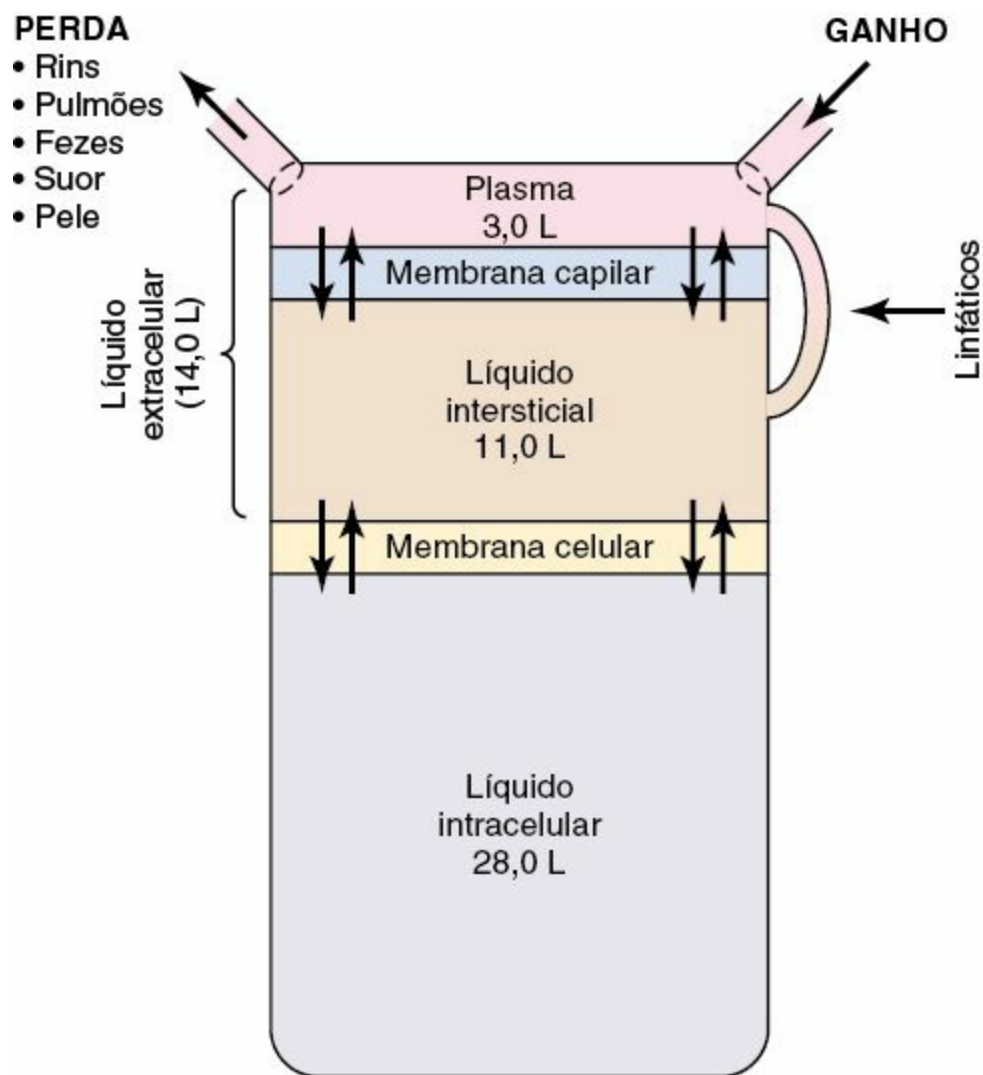 PERDA
• Rins
• Pulmões
• Fezes
• Suor
• Pele
GANHO
Plasma
3,0 L
Membrana capilar
Líquido
extracelular
(14,0 L)
Linfáticos
Líquido
intersticial
11,0 L
Membrana celular
Líquido
intracelular
28,0 L